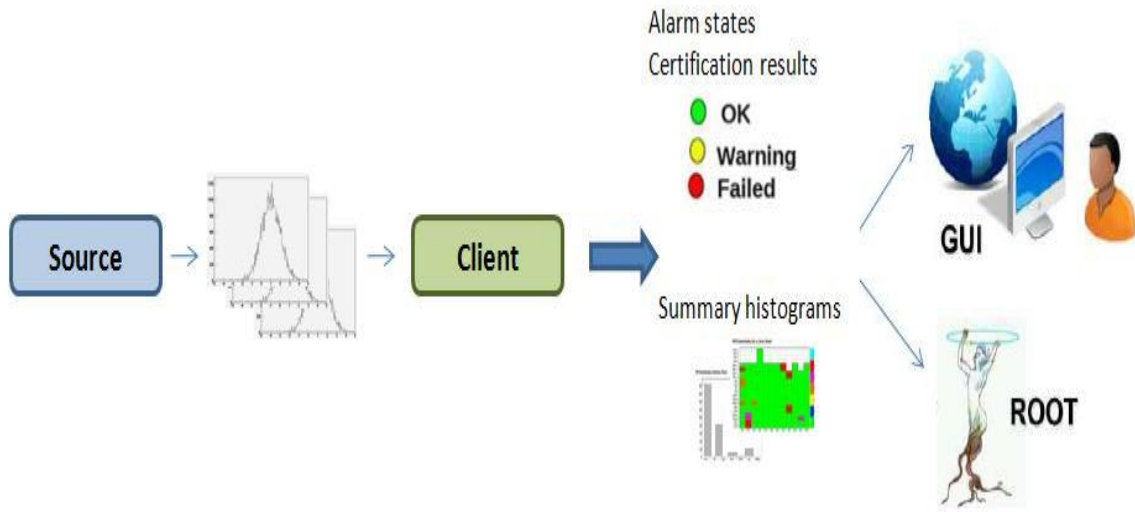 Alarm states
Certification results
OK
Warning
Failed
Source
Client
GUI
Summary histograms
ROOT